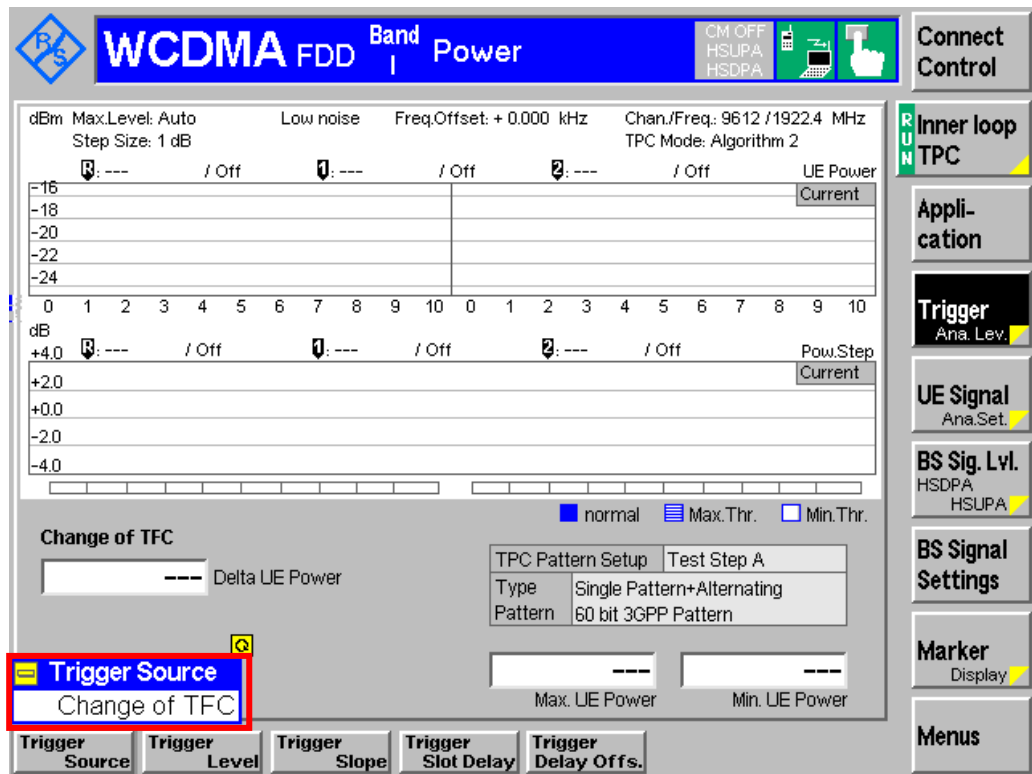 R&S
WCDMA FDD Band I Power
CM OFF
HSUPA
HSDPA
Connect Control
dBm Max.Level: Auto Low noise Freq.Offset: + 0.000 kHz Chan./Freq.: 9612 / 1922.4 MHz
Step Size: 1 dB TPC Mode: Algorithm 2
R: --- / Off 1: --- / Off 2: --- / Off UE Power
Current
-16
-18
-20
-22
-24
0 1 2 3 4 5 6 7 8 9 10 0 1 2 3 4 5 6 7 8 9 10
dB
+4.0 R: --- / Off 1: --- / Off 2: --- / Off Pow.Step
Current
+2.0
+0.0
-2.0
-4.0
normal Max.Thr. Min.Thr.
Change of TFC
--- Delta UE Power
TPC Pattern Setup Test Step A
Type Single Pattern+Alternating
Pattern 60 bit 3GPP Pattern
Trigger Source
Change of TFC
--- ---
Max. UE Power Min. UE Power
Trigger Source
Trigger Level
Trigger Slope
Trigger Slot Delay
Trigger Delay Offs.
RUN
Inner loop
TPC
Appli-
cation
Trigger
Ana. Lev.
UE Signal
Ana.Set.
BS Sig. Lvl.
HSDPA
HSUPA
BS Signal
Settings
Marker
Display
Menus